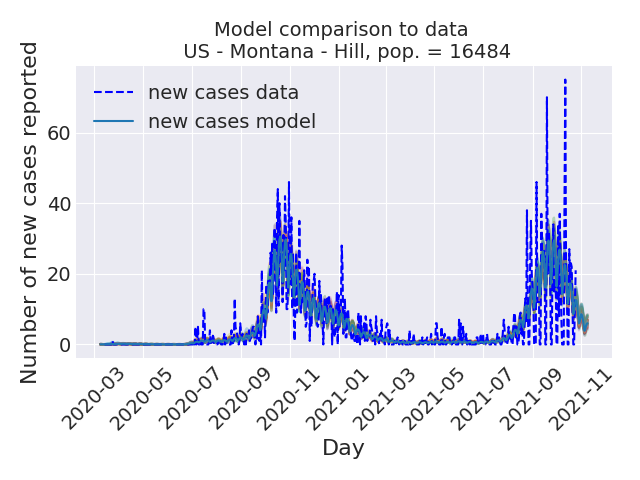 Model comparison to data
US - Montana - Hill, pop. = 16484
new cases data
new cases model
Number of new cases reported
60
40
20
0
2020-03
2020-05
2020-07
2020-09
2020-11
2021-01
2021-03
2021-05
2021-07
2021-09
2021-11
Day